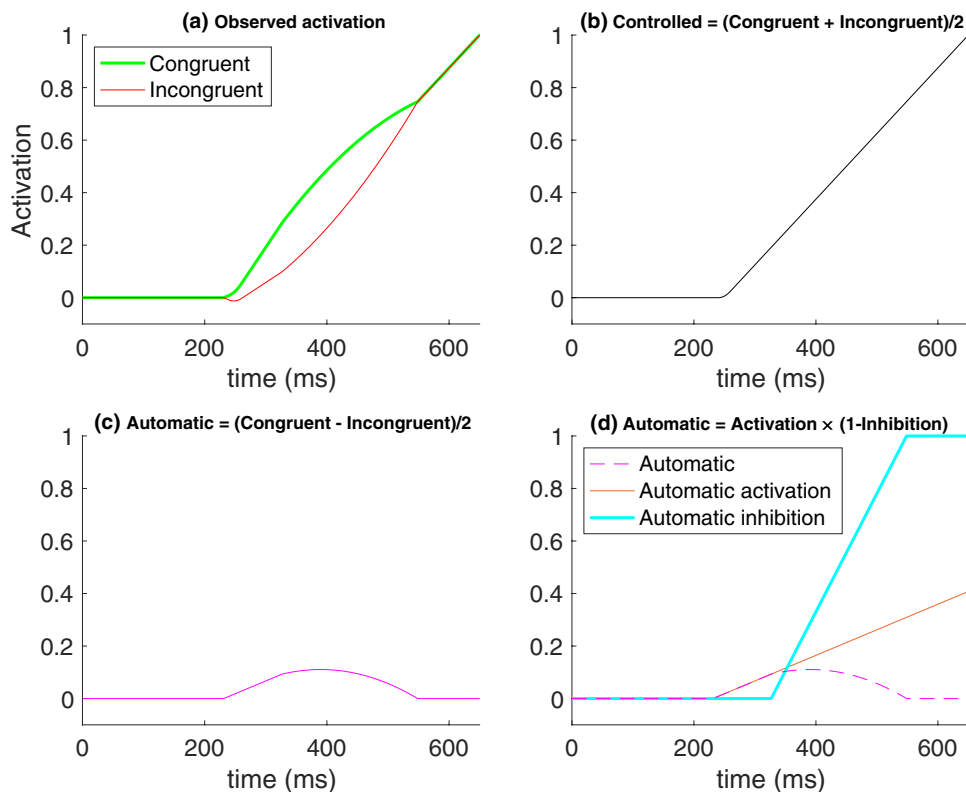 (a) Observed activation
1
0.8
0.6
0.4
0.2
0
Activation
Congruent
Incongruent
0
200
400
600
time (ms)
(b) Controlled = (Congruent + Incongruent)/2
1
0.8
0.6
0.4
0.2
0
0
200
400
600
time (ms)
(c) Automatic = (Congruent - Incongruent)/2
1
0.8
0.6
0.4
0.2
0
0
200
400
600
time (ms)
(d) Automatic = Activation × (1-Inhibition)
1
0.8
0.6
0.4
0.2
0
Automatic
Automatic activation
Automatic inhibition
0
200
400
600
time (ms)